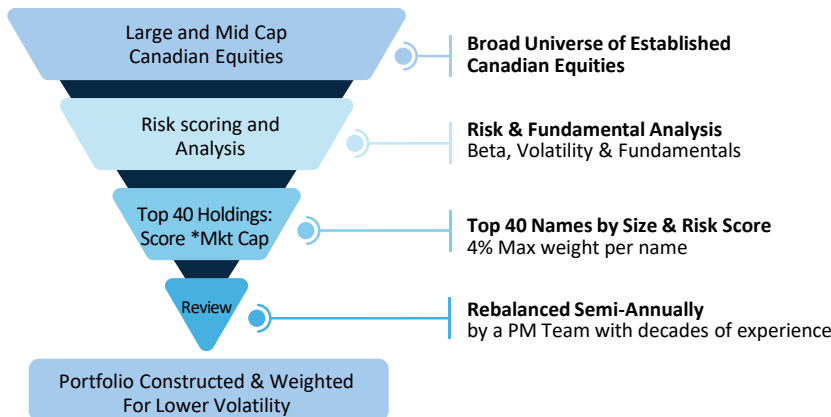 Large and Mid Cap
Canadian Equities
Broad Universe of Established
Canadian Equities
Risk scoring and
Analysis
Risk & Fundamental Analysis
Beta, Volatility & Fundamentals
Top 40 Holdings:
Score *Mkt Cap
Top 40 Names by Size & Risk Score
4% Max weight per name
Review
Rebalanced Semi-Annually
by a PM Team with decades of experience
Portfolio Constructed & Weighted
For Lower Volatility